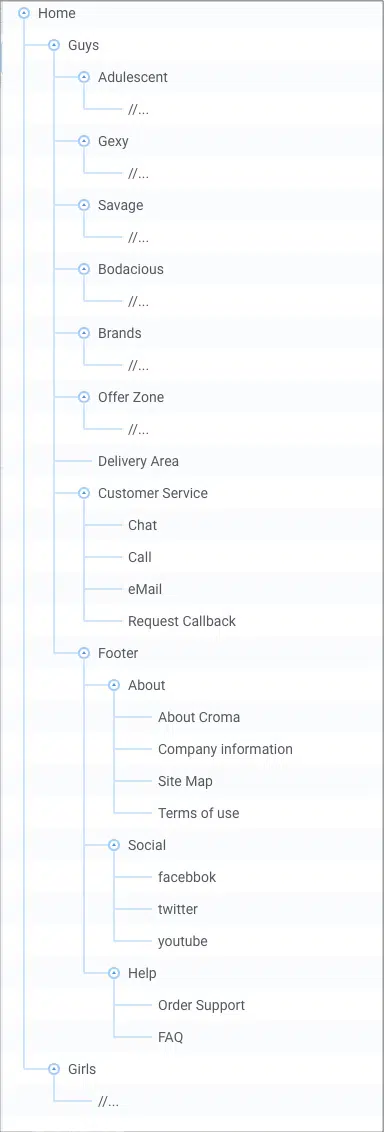 Home
Guys
Adulescent
//...
Gexy
//...
Savage
//...
Bodacious
//...
Brands
//...
Offer Zone
//...
Delivery Area
Customer Service
Chat
Call
eMail
Request Callback
Footer
About
About Croma
Company information
Site Map
Terms of use
Social
facebbok
twitter
youtube
Help
Order Support
FAQ
Girls
//...